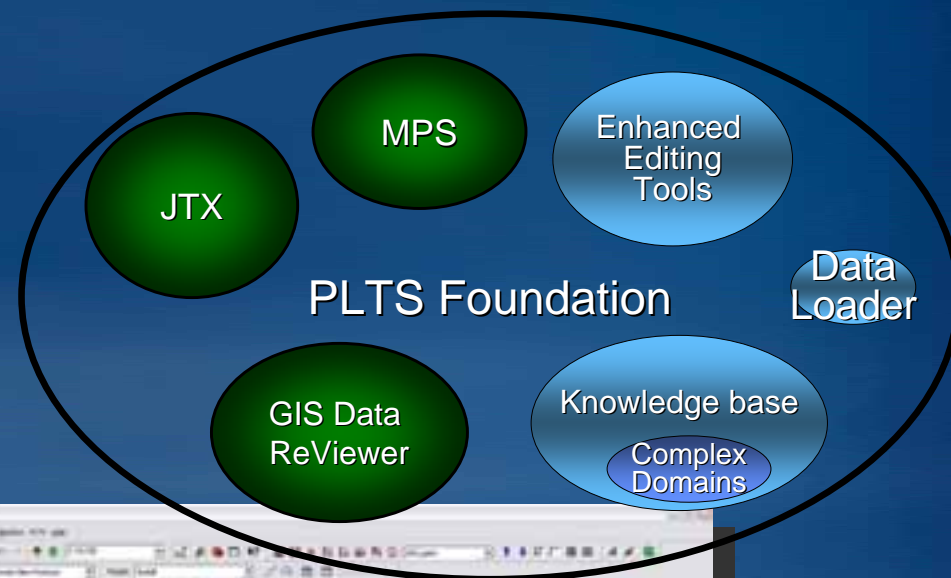 MPS
Enhanced
Editing
Tools
JTX
Data
Loader
PLTS Foundation
Knowledge base
GIS Data
ReViewer
Complex
Domains